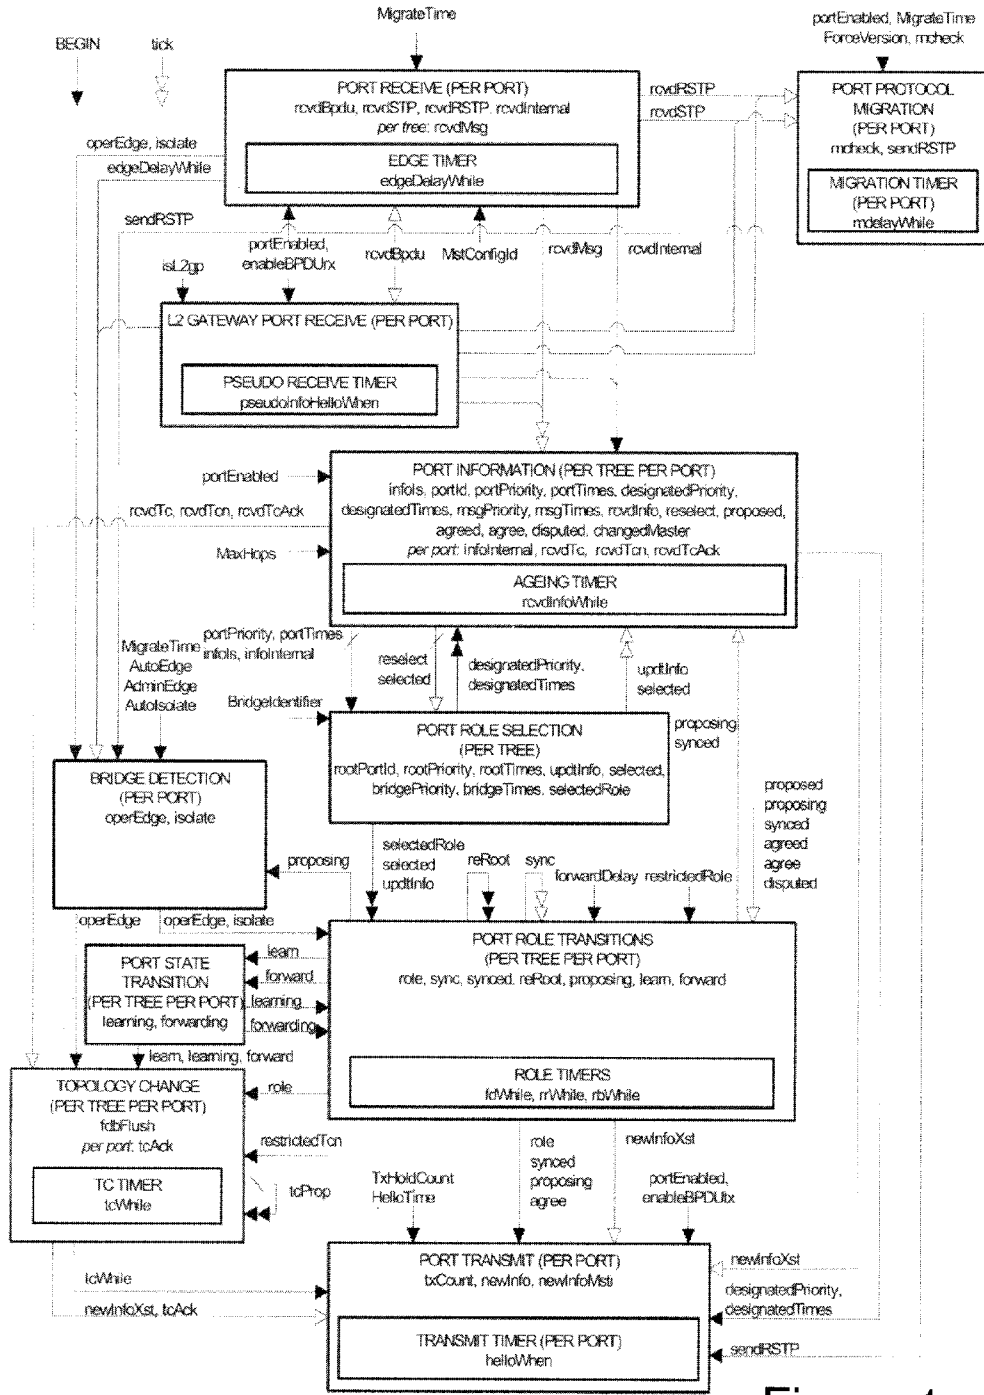 MigrateTime
portEnabled, MigrateTime
ForceVersion, mcheck
BEGIN
tick
PORT RECEIVE (PER PORT)
rcvdBpdu, rcvdSTP, rcvdRSTP, rcvdInternal
per tree: rcvdMsg
EDGE TIMER
edgeDelayWhile
rcvdRSTP
rcvdSTP
PORT PROTOCOL
MIGRATION
(PER PORT)
mcheck, sendRSTP
MIGRATION TIMER
(PER PORT)
mdelayWhile
operEdge, isolate
edgeDelayWhile
sendRSTP
portEnabled,
enableBPDUrx
rcvdBpdu
MstConfigId
rcvdMsg
rcvdInternal
isL2gp
L2 GATEWAY PORT RECEIVE (PER PORT)
PSEUDO RECEIVE TIMER
pseudoInfoHelloWhen
portEnabled
rcvdTc, rcvdTcn, rcvdTcAck
MaxHops
PORT INFORMATION (PER TREE PER PORT)
infoIs, portId, portPriority, portTimes, designatedPriority,
designatedTimes, msgPriority, msgTimes, rcvdInfo, reselect, proposed,
agreed, agree, disputed, changedMaster
per port: infoInternal, rcvdTc, rcvdTcn, rcvdTcAck
AGEING TIMER
rcvdInfoWhile
portPriority, portTimes
infoIs, infoInternal
reselect
selected
designatedPriority,
designatedTimes
updtInfo
selected
MigrateTime
AutoEdge
AdminEdge
AutoIsolate
BridgeIdentifier
PORT ROLE SELECTION
(PER TREE)
rootPortId, rootPriority, rootTimes, updtInfo, selected,
bridgePriority, bridgeTimes, selectedRole
proposing
synced
BRIDGE DETECTION
(PER PORT)
operEdge, isolate
proposed
proposing
synced
agreed
agree
disputed
proposing
selectedRole
selected
updtInfo
reRoot
sync
forwardDelay
restrictedRole
operEdge
operEdge, isolate
PORT ROLE TRANSITIONS
(PER TREE PER PORT)
role, sync, synced, reRoot, proposing, learn, forward
ROLE TIMERS
fdWhile, rrWhile, rbWhile
PORT STATE
TRANSITION
(PER TREE PER PORT)
learning, forwarding
learn
forward
learning
forwarding
learn, learning, forward
TOPOLOGY CHANGE
(PER TREE PER PORT)
fdbFlush
per port: tcAck
TC TIMER
tcWhile
role
restrictedTcn
tcProp
TxHoldCount
HelloTime
role
synced
proposing
agree
newInfoXst
portEnabled,
enableBPDUtx
PORT TRANSMIT (PER PORT)
txCount, newInfo, newInfoMsti
TRANSMIT TIMER (PER PORT)
helloWhen
tcWhile
newInfoXst, tcAck
newInfoXst
designatedPriority,
designatedTimes
sendRSTP